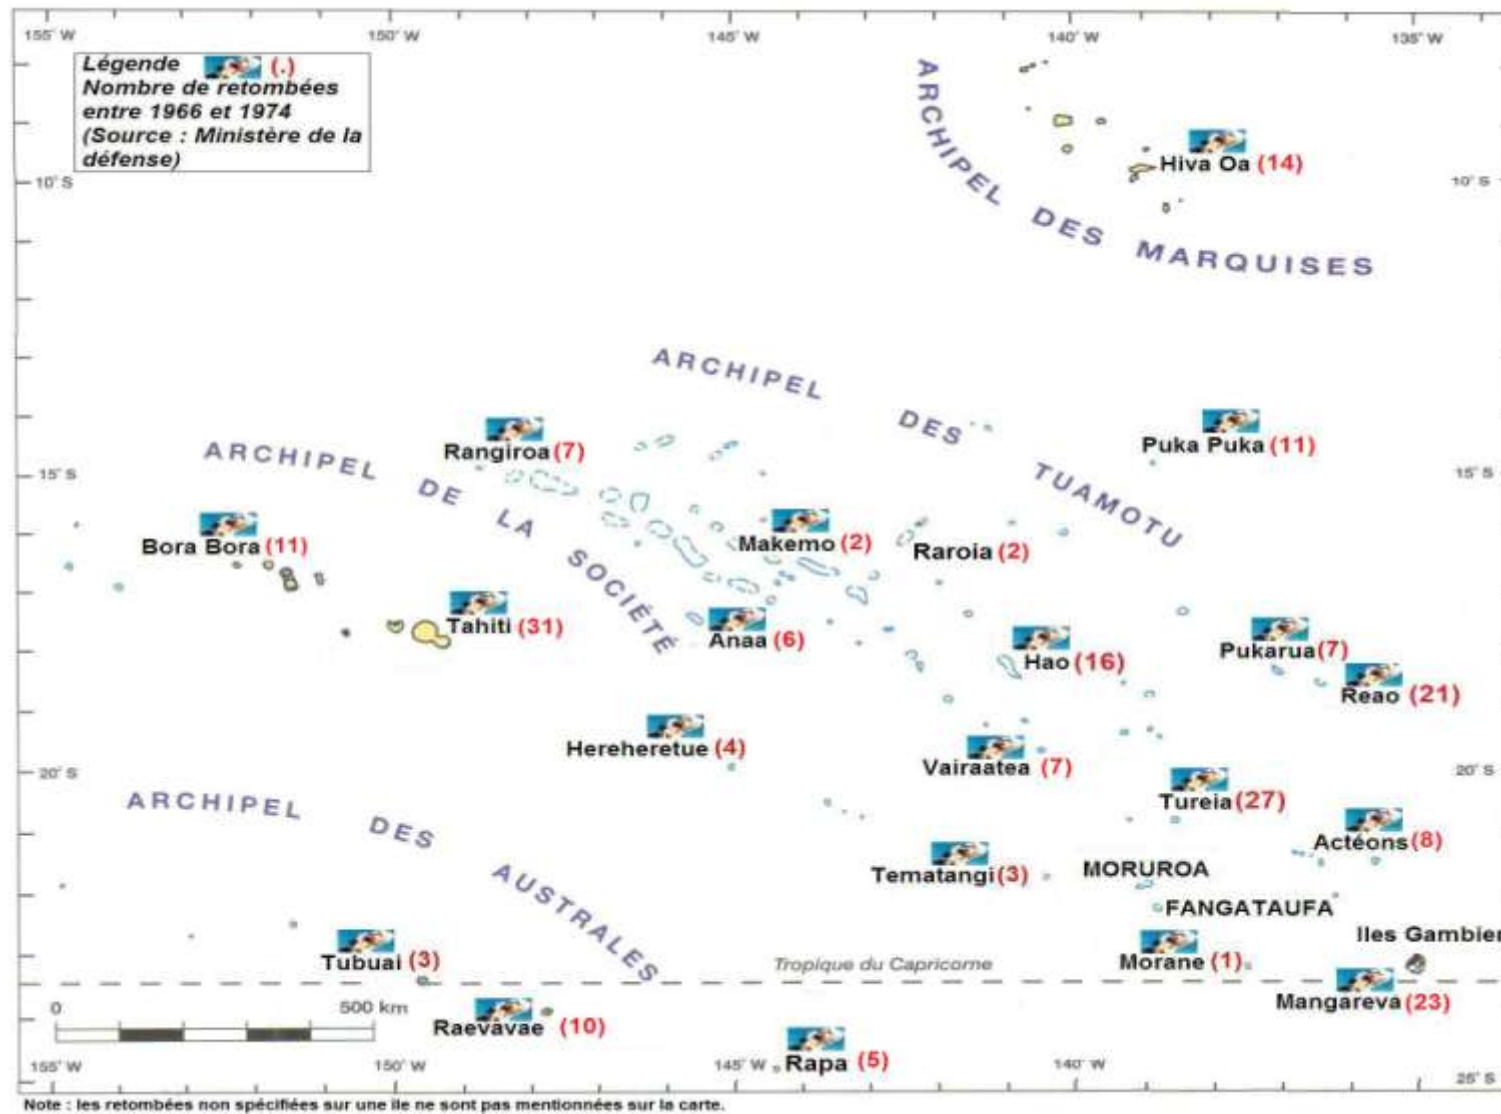 155° W
150° W
145° W
140° W
135° W
Légende (.)
Nombre de retombées
entre 1966 et 1974
(Source : Ministère de la
défense)
ARCHIPEL DES MARQUISES
Hiva Oa (14)
10° S
10° S
ARCHIPEL DES TUAMOTU
Puka Puka (11)
Rangiroa (7)
ARCHIPEL DE LA SOCIÉTÉ
15° S
15° S
Bora Bora (11)
Makemo (2)
Raroia (2)
Tahiti (31)
Anaa (6)
Hao (16)
Pukarua (7)
Reao (21)
Hereheretue (4)
Vairaatea (7)
20° S
20° S
Tureia (27)
ARCHIPEL DES AUSTRALES
Actéons (8)
Tematangi (3)
MORUROA
FANGATAUFA
Iles Gambier
Tubuai (3)
Tropique du Capricorne
Morane (1)
Mangareva (23)
0 500 km
Raevavae (10)
Rapa (5)
155° W
150° W
145° W
140° W
25° S
Note : les retombées non spécifiées sur une île ne sont pas mentionnées sur la carte.